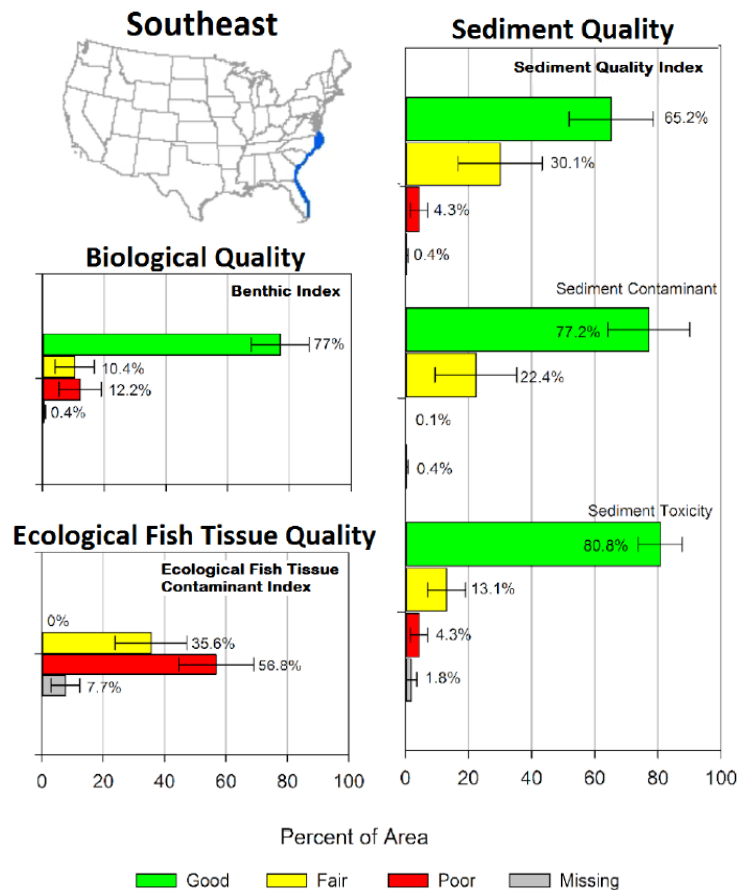 Southeast
Biological Quality
Benthic Index
77%
10.4%
12.2%
0.4%
Ecological Fish Tissue Quality
Ecological Fish Tissue
Contaminant Index
0%
35.6%
56.8%
7.7%
0 20 40 60 80 100
Sediment Quality
Sediment Quality Index
65.2%
30.1%
4.3%
0.4%
Sediment Contaminant
77.2%
22.4%
0.1%
0.4%
Sediment Toxicity
80.8%
13.1%
4.3%
1.8%
0 20 40 60 80 100
Percent of Area
Good Fair Poor Missing